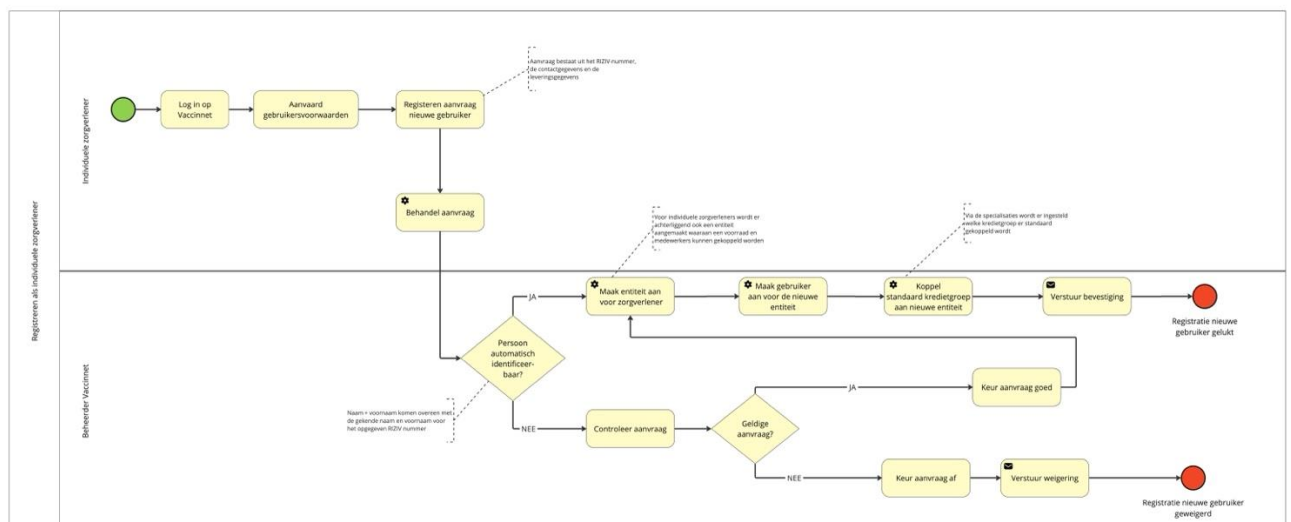 Registreren als individuele zorgverlener
Individuele zorgverlener
Log in op
Vaccinnet
Aanvaard
gebruikersvoorwaarden
Registeren aanvraag
nieuwe gebruiker
Aanvraag bestaat uit het RIZIV-nummer,
de contactgegevens en de
leveringsgegevens
Behandel aanvraag
Voor individuele zorgverleners wordt er
achterliggend ook een entiteit
aangemaakt waaraan een voorraad en
medewerkers kunnen gekoppeld worden
Via de specialisaties wordt er ingesteld
welke kredietgroep er standaard
gekoppeld wordt
Beheerder Vaccinnet
Persoon
automatisch
identificeer-
baar?
JA
Maak entiteit aan
voor zorgverlener
Maak gebruiker
aan voor de nieuwe
entiteit
Koppel
standaard kredietgroep
aan nieuwe entiteit
Verstuur bevestiging
Registratie nieuwe
gebruiker gelukt
Naam + voornaam komen overeen met
de gekende naam en voornaam voor
het opgegeven RIZIV nummer
NEE
Controleer aanvraag
Geldige
aanvraag?
JA
Keur aanvraag goed
NEE
Keur aanvraag af
Verstuur weigering
Registratie nieuwe gebruiker
geweigerd